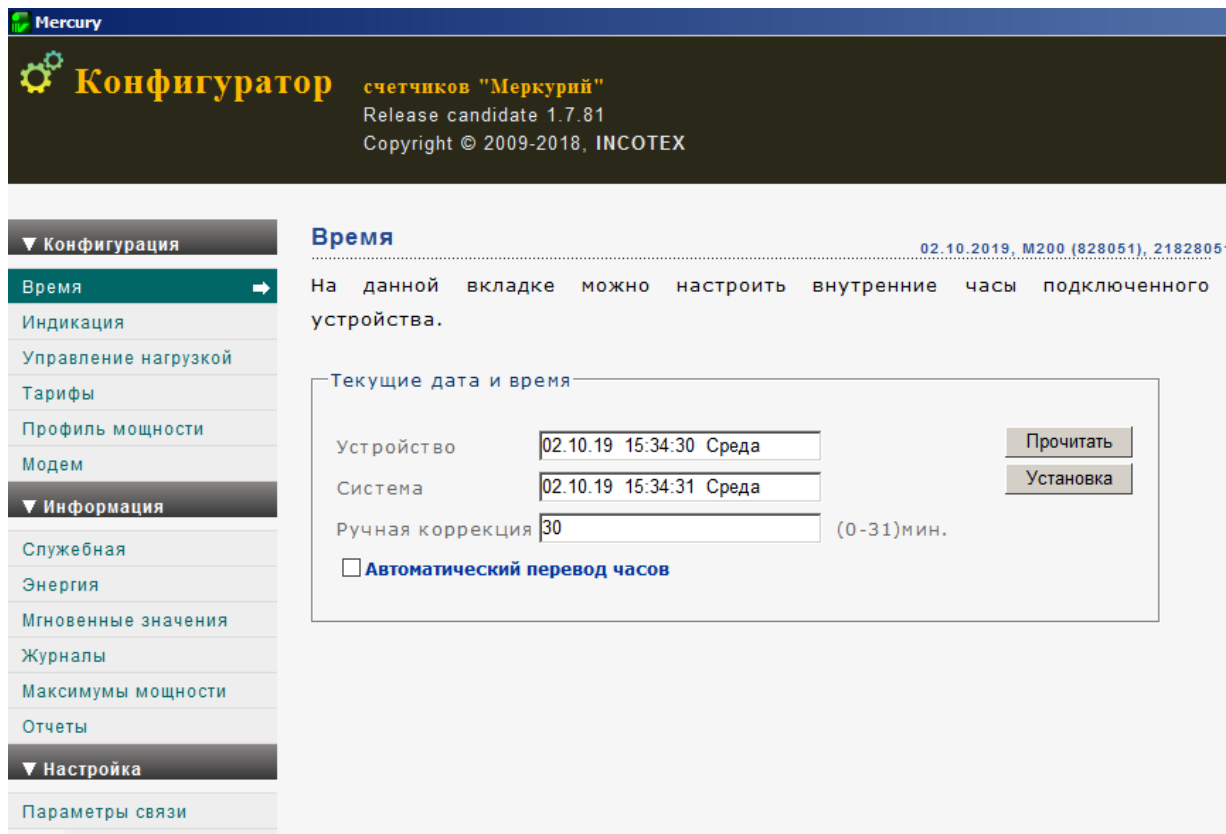 Mercury
Конфигуратор счетчиков "Меркурий"
Release candidate 1.7.81
Copyright © 2009-2018, INCOTEX
▼ Конфигурация
Время
Индикация
Управление нагрузкой
Тарифы
Профиль мощности
Модем
▼ Информация
Служебная
Энергия
Мгновенные значения
Журналы
Максимумы мощности
Отчеты
▼ Настройка
Параметры связи
Время
02.10.2019, M200 (828051), 2182805
На данной вкладке можно настроить внутренние часы подключенного
устройства.
Текущие дата и время
Устройство 02.10.19 15:34:30 Среда Прочитать
Система 02.10.19 15:34:31 Среда Установка
Ручная коррекция 30 (0-31)мин.
Автоматический перевод часов